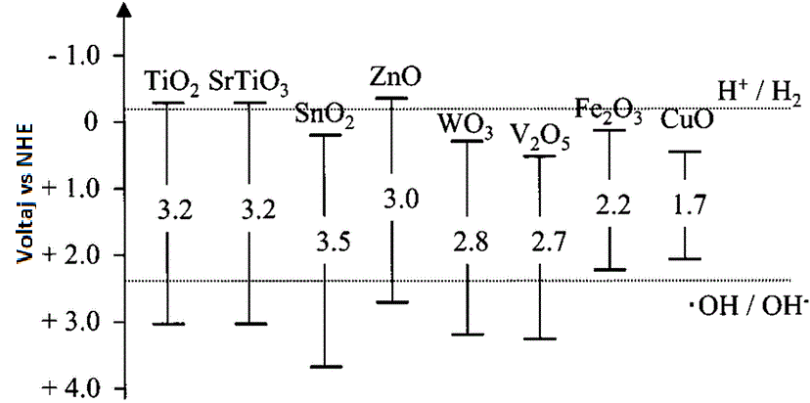 - 1.0
0
+ 1.0
+ 2.0
+ 3.0
+ 4.0
Voltaj vs NHE
TiO₂ SrTiO₃
SnO₂
ZnO
WO₃
V₂O₅
Fe₂O₃
CuO
H⁺ / H₂
3.2
3.2
3.5
3.0
2.8
2.7
2.2
1.7
·OH / OH⁻